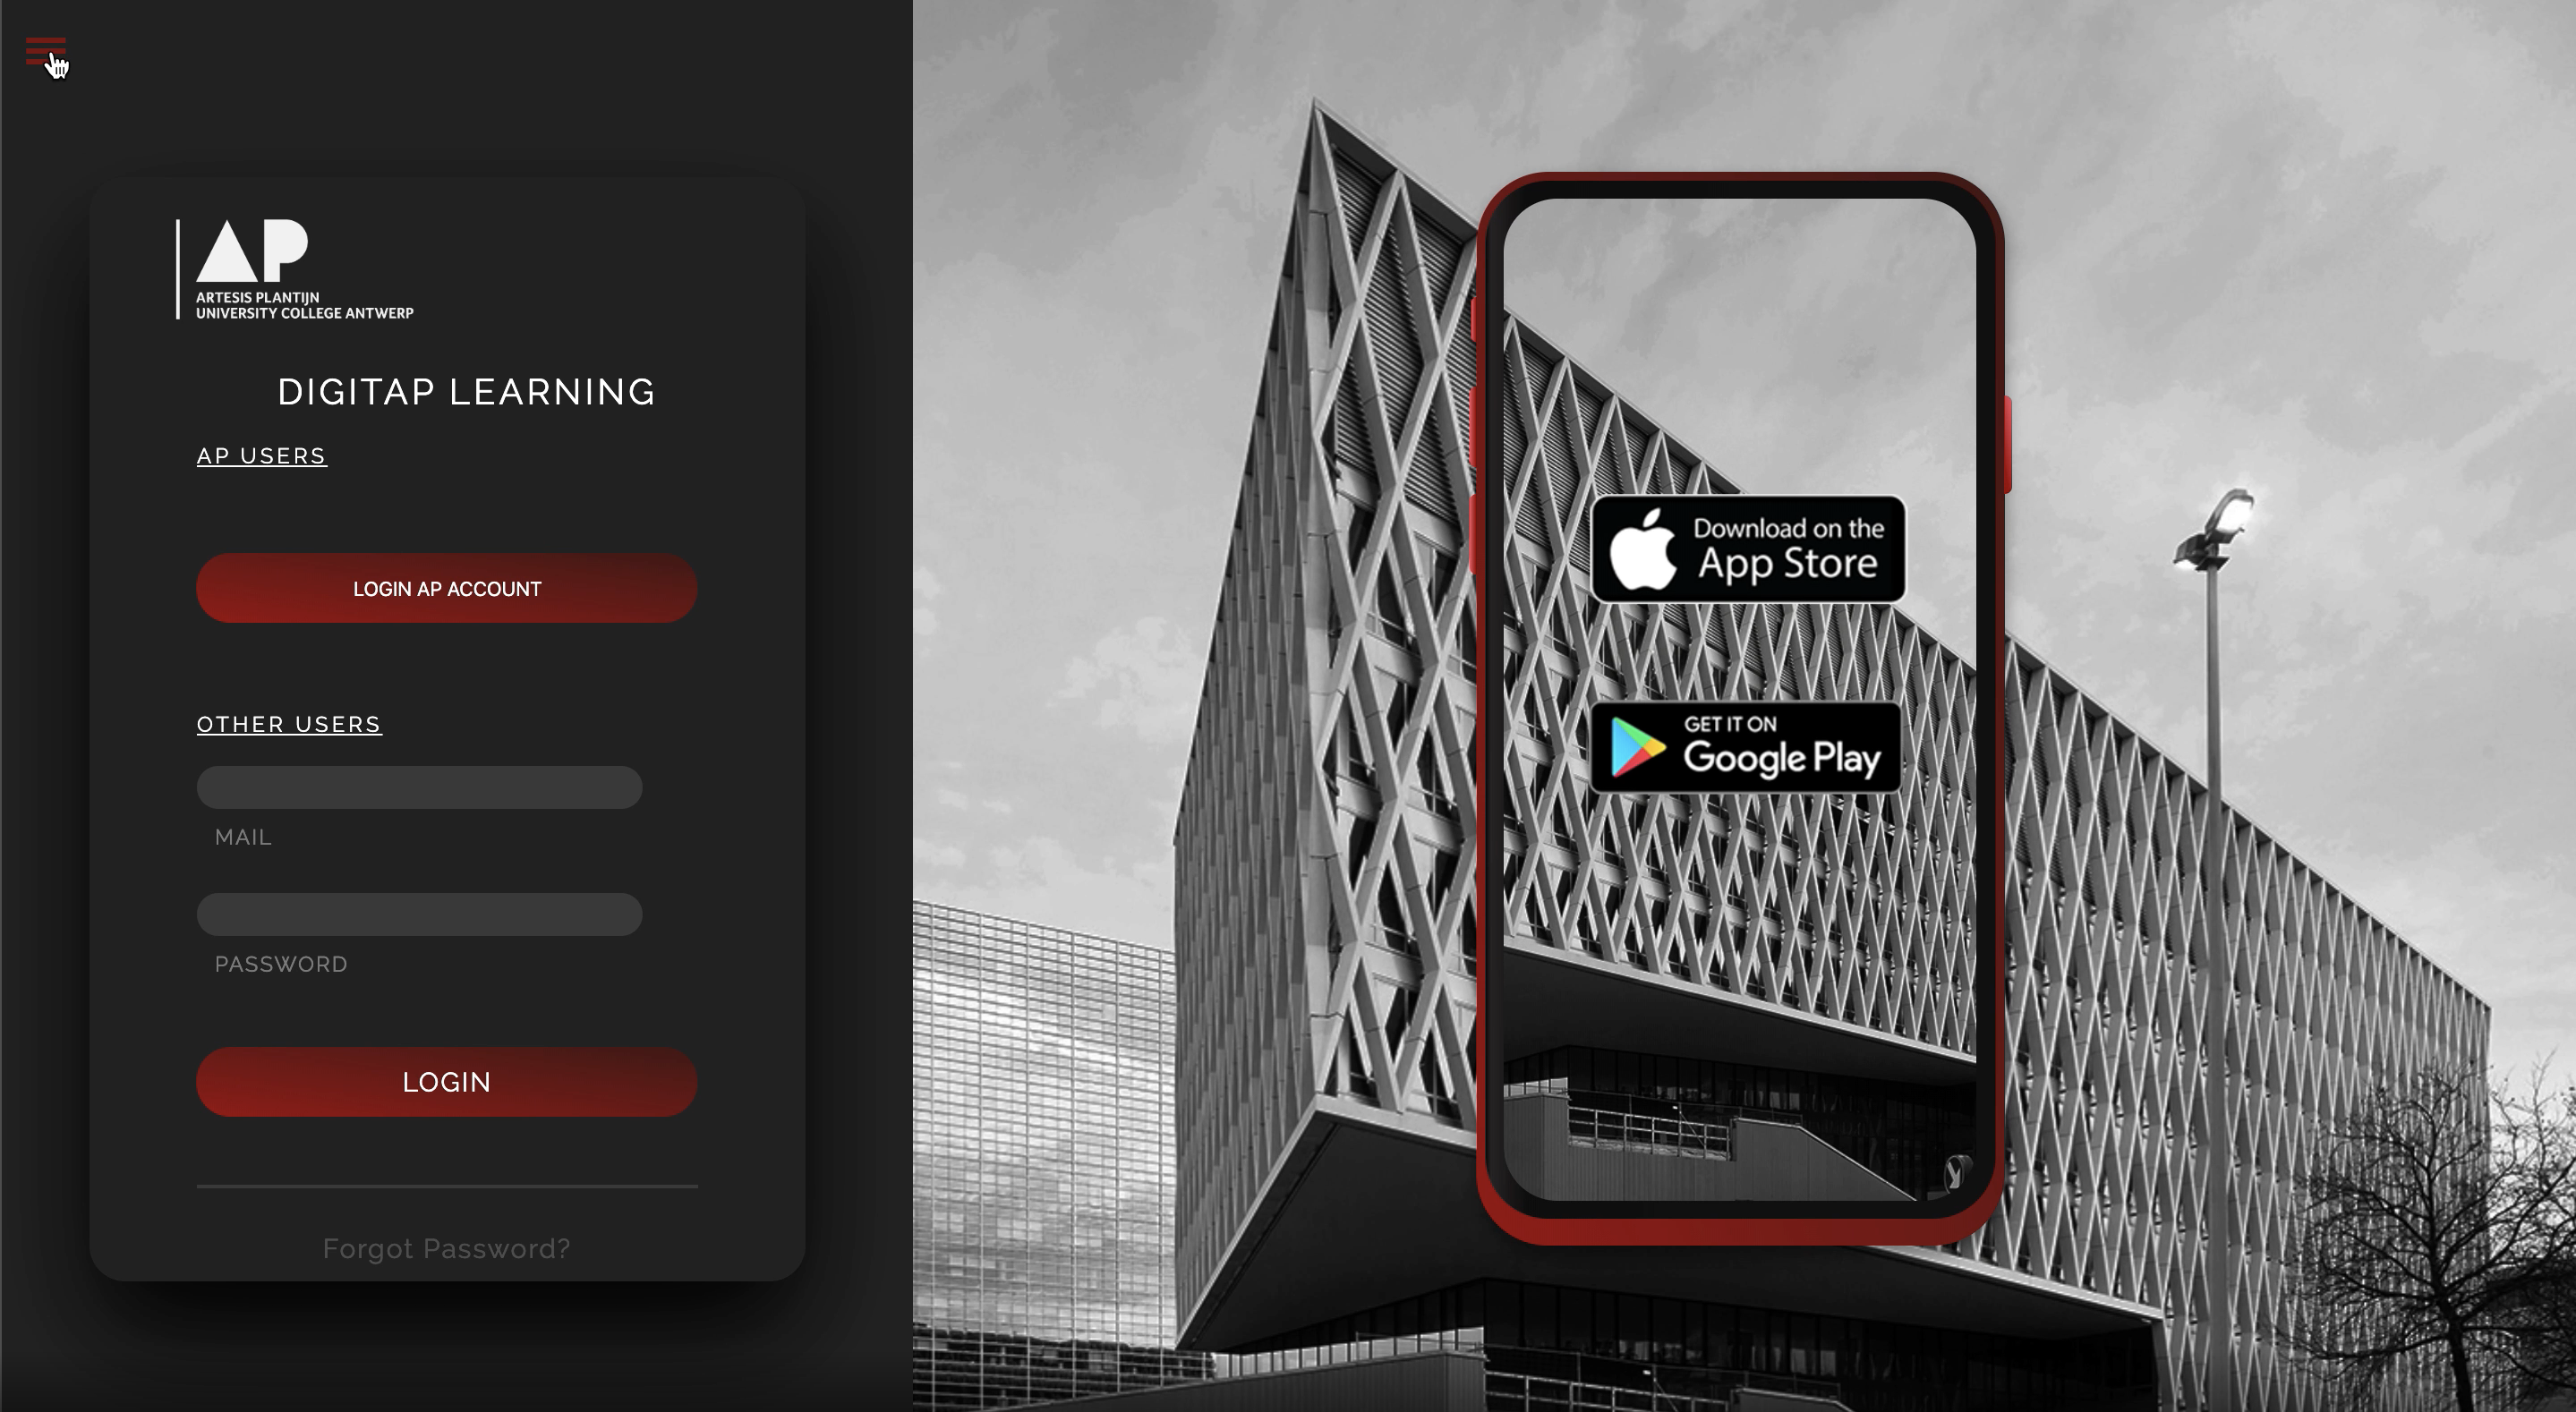 AP
ARTESIS PLANTIJN
UNIVERSITY COLLEGE ANTWERP
DIGITAP LEARNING
AP USERS
LOGIN AP ACCOUNT
OTHER USERS
MAIL
PASSWORD
LOGIN
Forgot Password?
Download on the
App Store
GET IT ON
Google Play